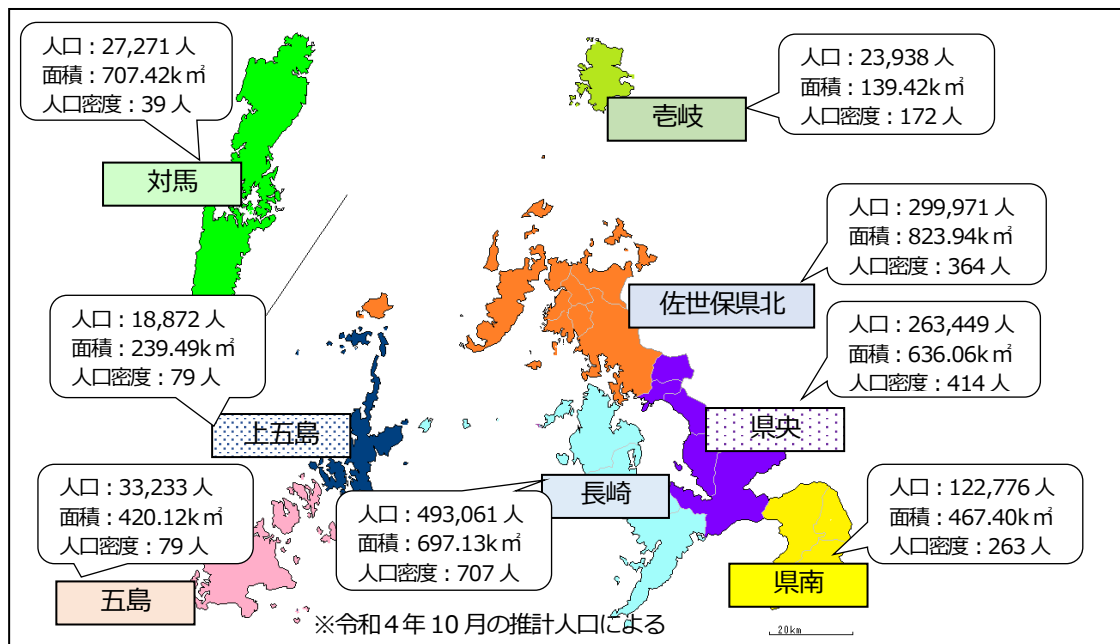 人口:27,271 人
面積:707.42k㎡
人口密度:39 人
対馬
人口:23,938 人
面積:139.42k㎡
人口密度:172 人
壱岐
人口:299,971 人
面積:823.94k㎡
人口密度:364 人
佐世保県北
人口:18,872 人
面積:239.49k㎡
人口密度:79 人
上五島
人口:263,449 人
面積:636.06k㎡
人口密度:414 人
県央
人口:33,233 人
面積:420.12k㎡
人口密度:79 人
五島
人口:493,061 人
面積:697.13k㎡
人口密度:707 人
長崎
人口:122,776 人
面積:467.40k㎡
人口密度:263 人
県南
※令和4年 10 月の推計人口による
20km